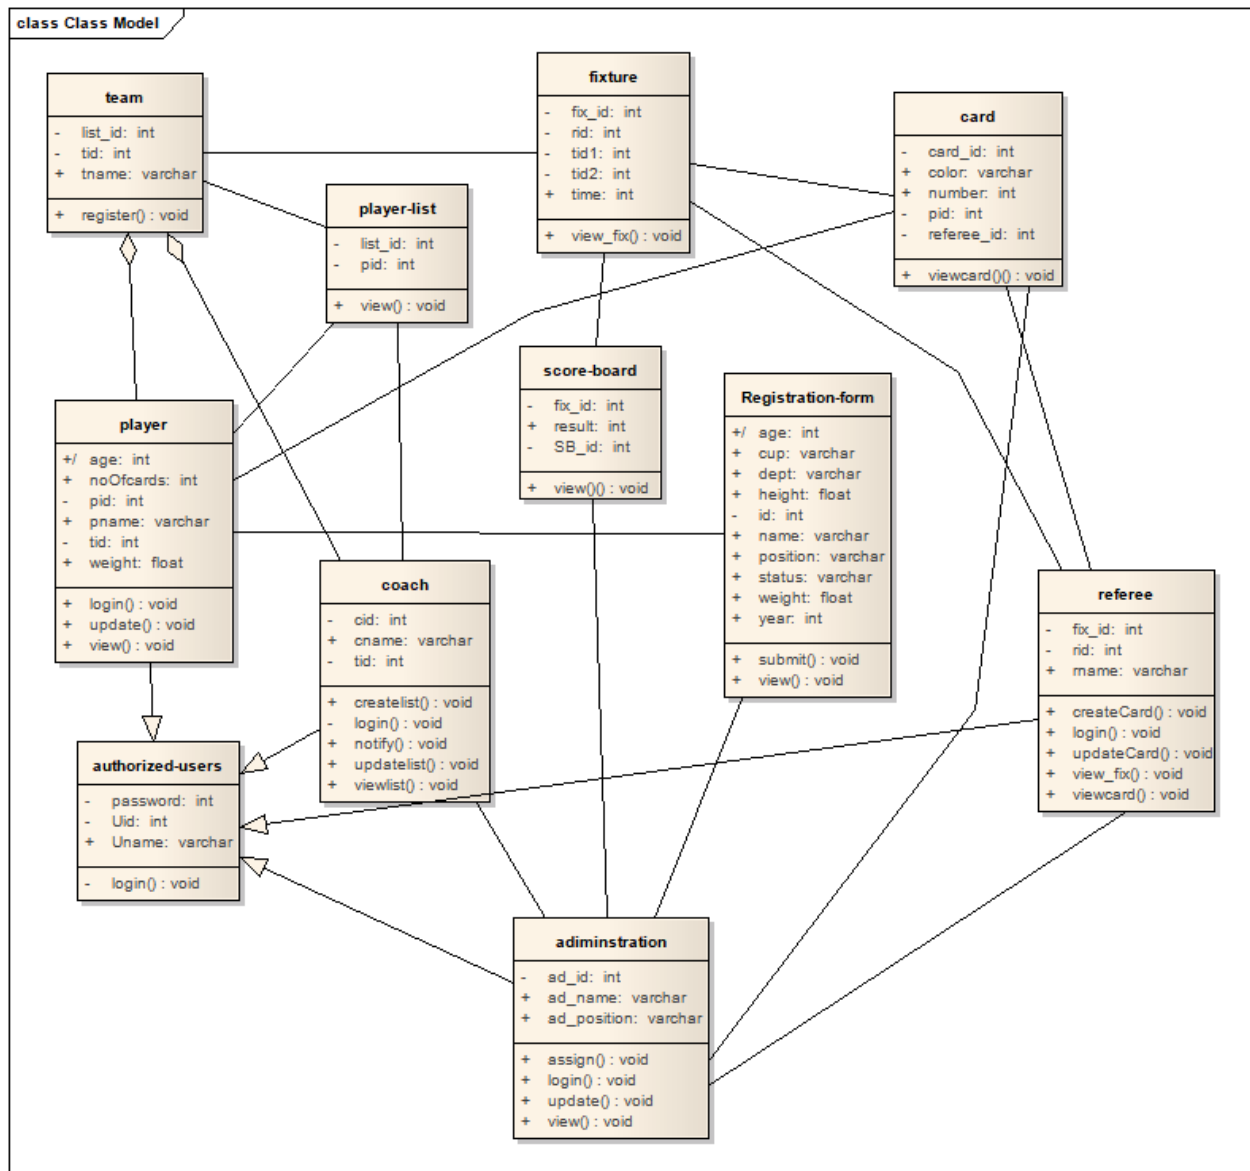 class Class Model
team
- list_id: int
- tid: int
+ tname: varchar
+ register() : void
fixture
- fix_id: int
- rid: int
- tid1: int
- tid2: int
+ time: int
+ view_fix() : void
card
- card_id: int
+ color: varchar
+ number: int
- pid: int
- referee_id: int
+ viewcard()() : void
player-list
- list_id: int
- pid: int
+ view() : void
score-board
- fix_id: int
+ result: int
- SB_id: int
+ view()() : void
Registration-form
+/ age: int
+ cup: varchar
+ dept: varchar
+ height: float
- id: int
+ name: varchar
+ position: varchar
+ status: varchar
+ weight: float
+ year: int
+ submit() : void
+ view() : void
player
+/ age: int
+ noOfcards: int
- pid: int
+ pname: varchar
- tid: int
+ weight: float
+ login() : void
+ update() : void
+ view() : void
coach
- cid: int
+ cname: varchar
- tid: int
+ createlist() : void
- login() : void
+ notify() : void
+ updatelist() : void
+ viewlist() : void
referee
- fix_id: int
- rid: int
+ rname: varchar
+ createCard() : void
+ login() : void
+ updateCard() : void
+ view_fix() : void
+ viewcard() : void
authorized-users
- password: int
- Uid: int
+ Uname: varchar
- login() : void
adiminstration
- ad_id: int
+ ad_name: varchar
+ ad_position: varchar
+ assign() : void
+ login() : void
+ update() : void
+ view() : void